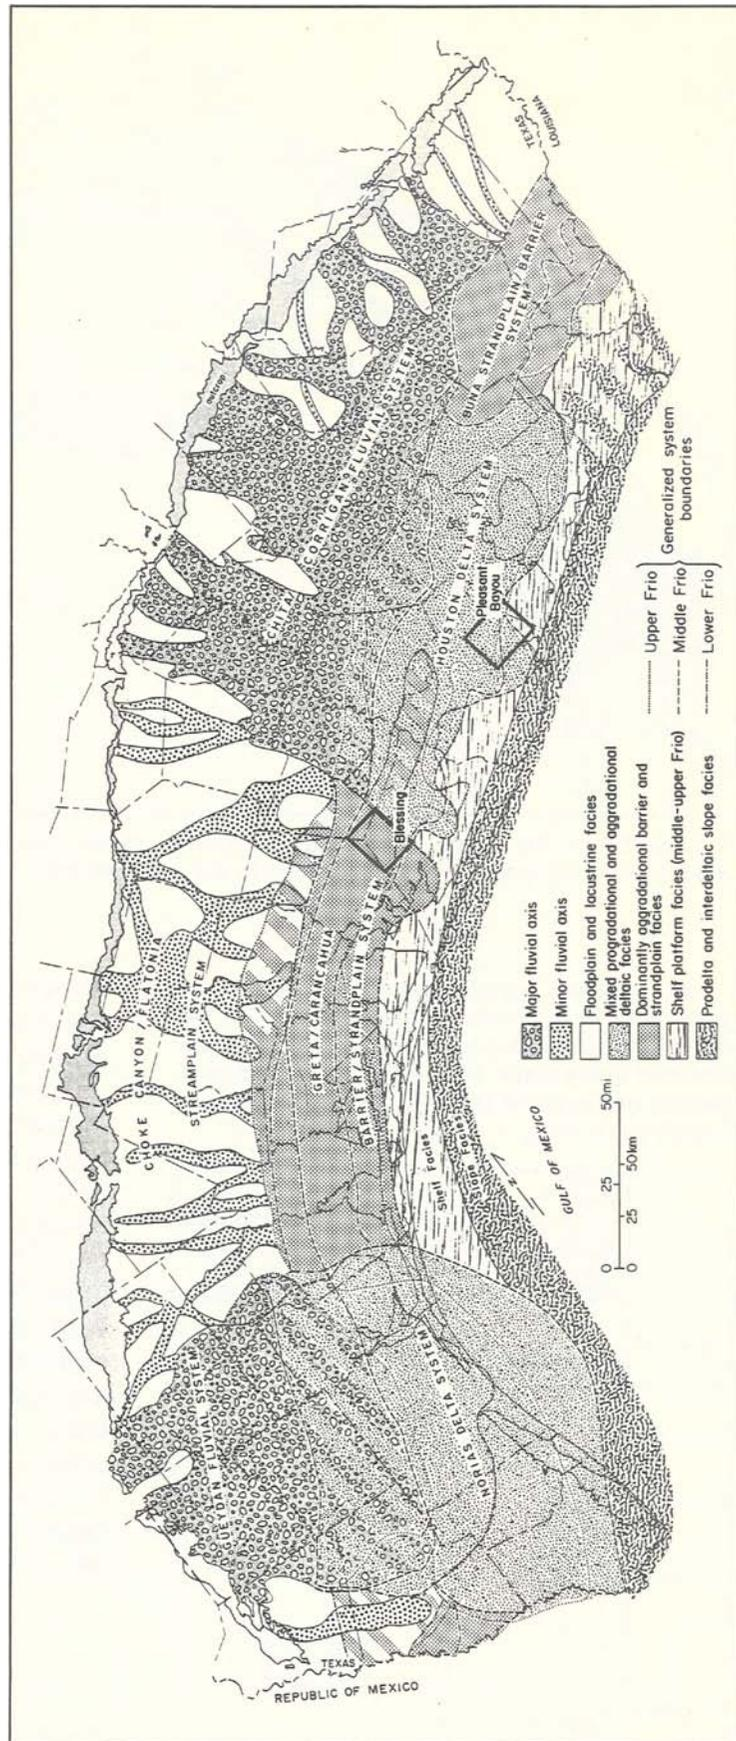 TEXAS
LOUISIANA
outcrop
BUNA STRANDPLAIN/BARRIER
SYSTEM
CHITA/CORRIGAN FLUVIAL SYSTEM
HOUSTON DELTA SYSTEM
Pleasant
Bayou
Blessing
CHOKE CANYON/FLATONIA
STREAMPLAIN SYSTEM
GRETA/CARANCAHUA
BARRIER/STRANDPLAIN SYSTEM
Shelf Facies
Slope Facies
GUEYDAN FLUVIAL SYSTEM
NORIAS DELTA SYSTEM
TEXAS
REPUBLIC OF MEXICO
GULF OF MEXICO
N
0 25 50mi
0 25 50km
Major fluvial axis
Minor fluvial axis
Floodplain and lacustrine facies
Mixed progradational and aggradational
deltaic facies
Dominantly aggradational barrier and
strandplain facies
Shelf platform facies (middle-upper Frio)
Prodelta and interdeltaic slope facies
Upper Frio
Middle Frio
Lower Frio
Generalized system
boundaries